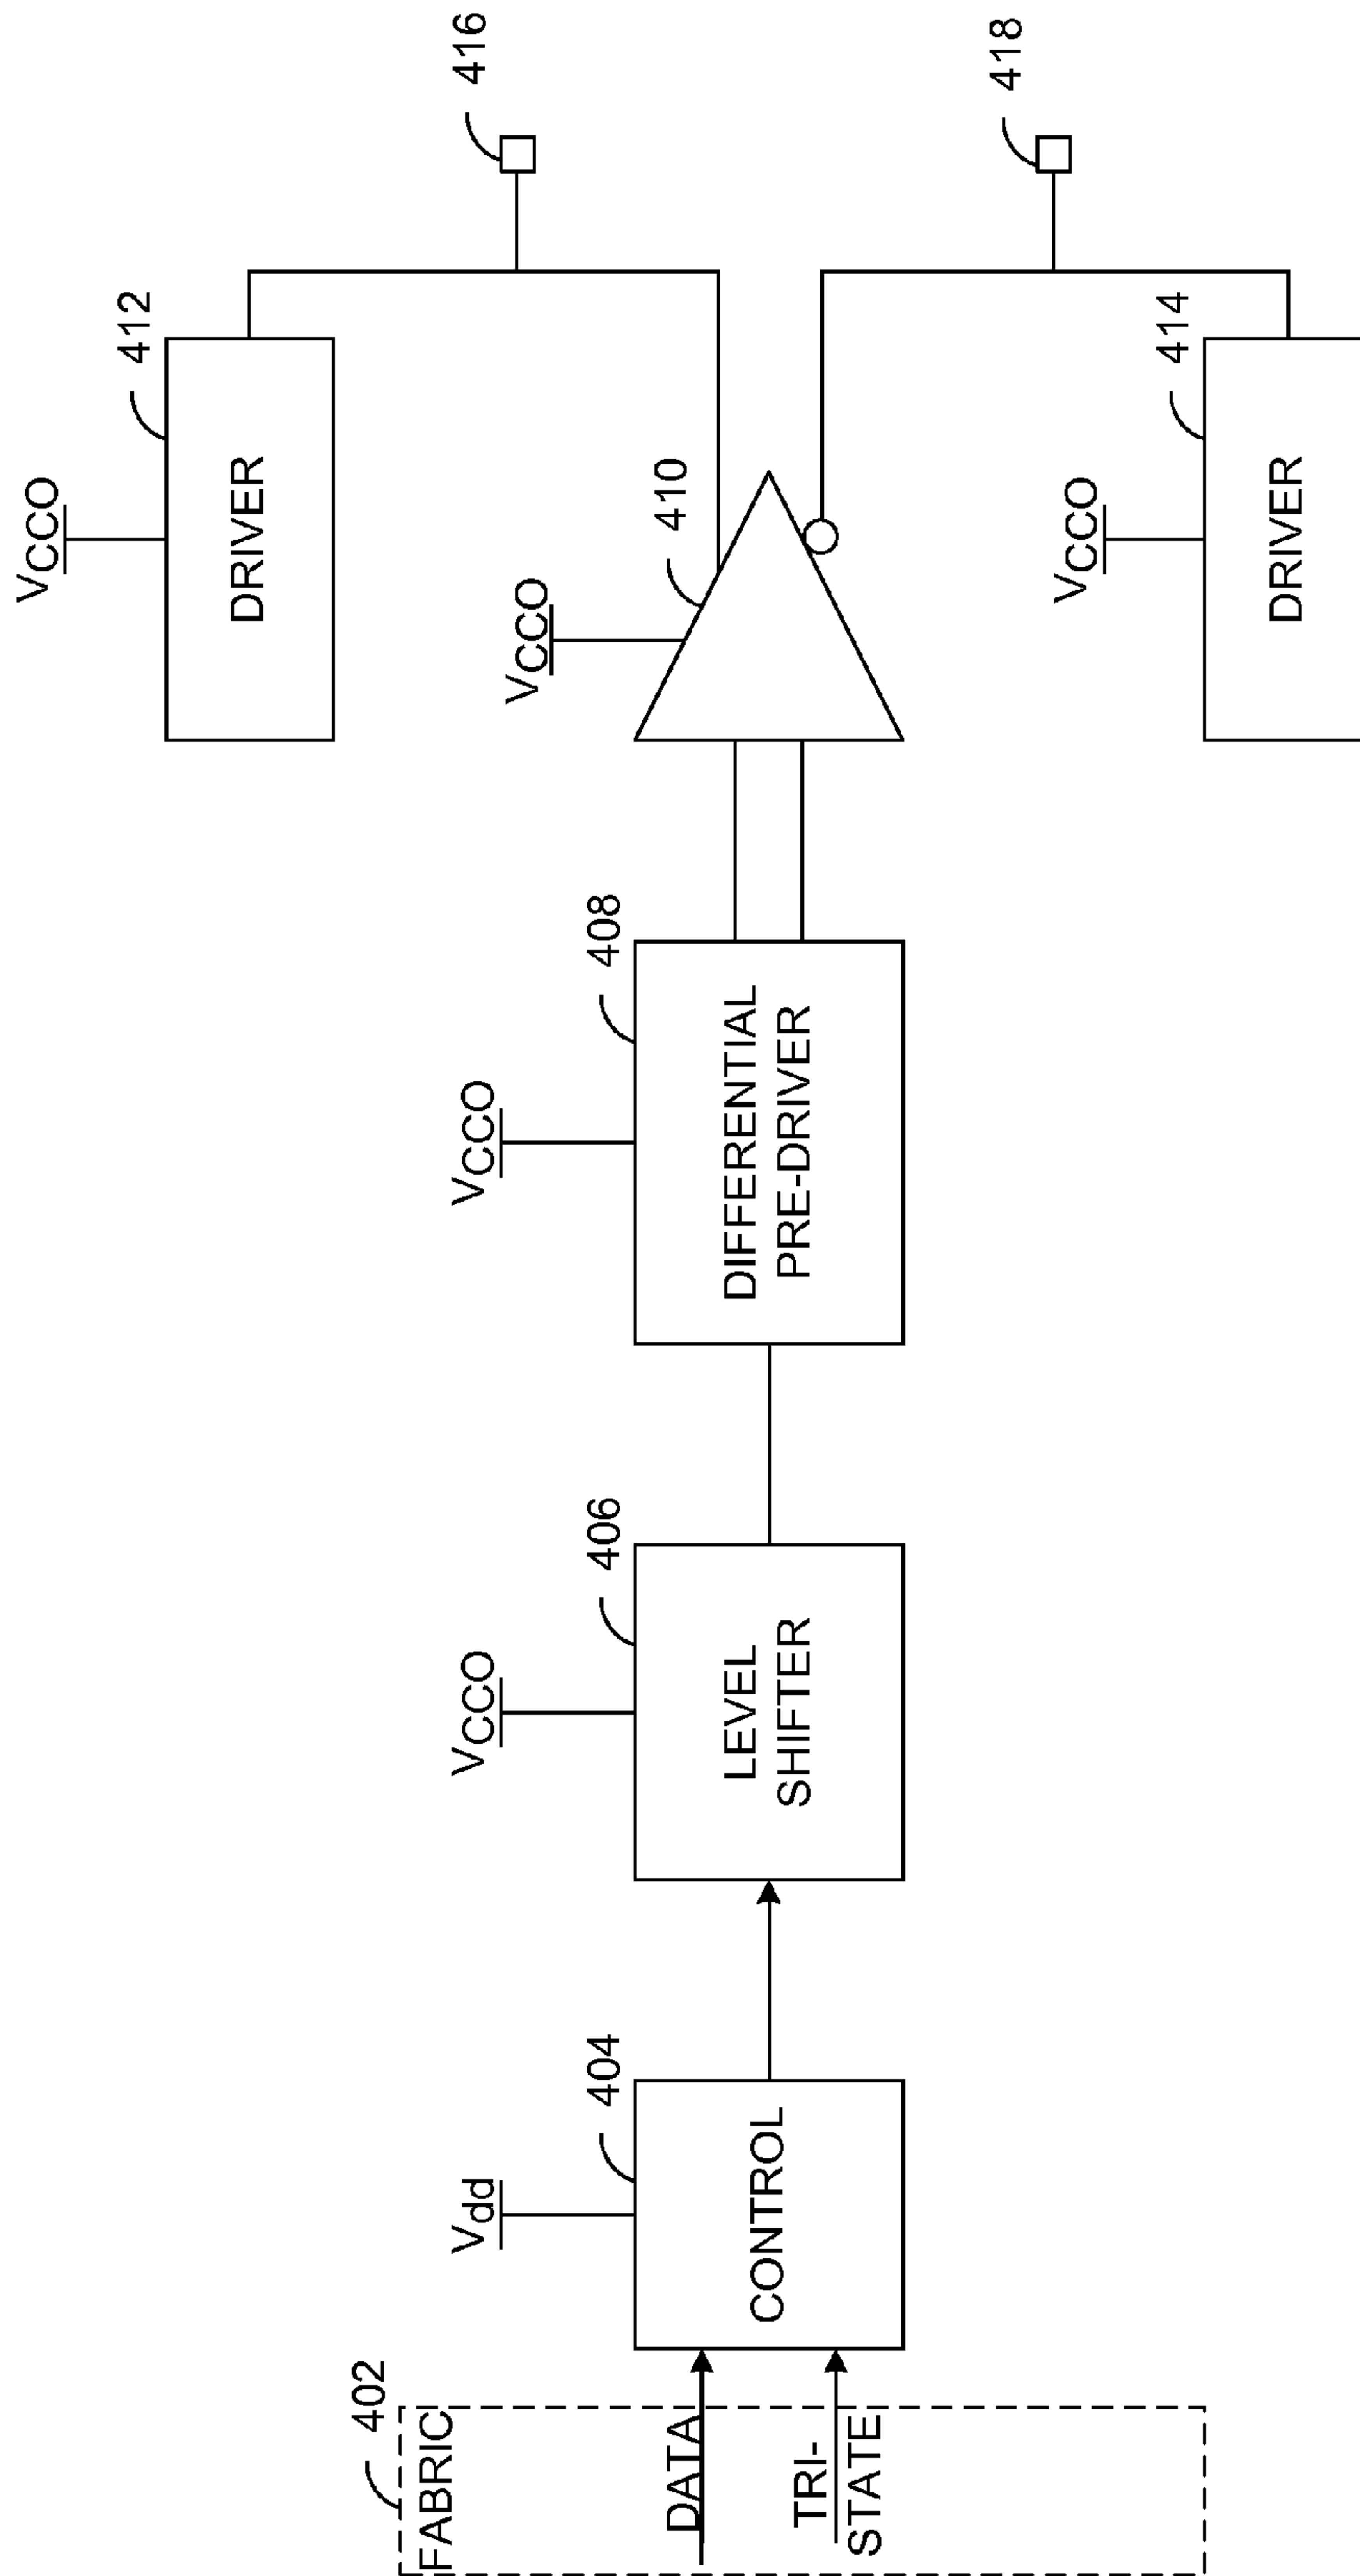 402
FABRIC
DATA
TRI-
STATE
Vdd
404
CONTROL
VCCO
406
LEVEL
SHIFTER
VCCO
408
DIFFERENTIAL
PRE-DRIVER
VCCO
410
VCCO
412
DRIVER
416
VCCO
414
DRIVER
418